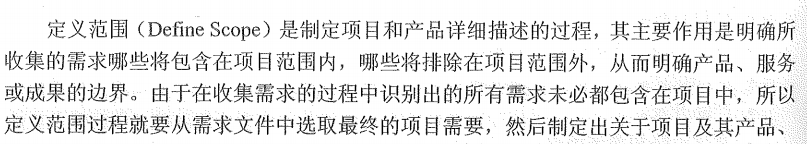 定义范围（Define Scope）是制定项目和产品详细描述的过程，其主要作用是明确所
收集的需求哪些将包含在项目范围内，哪些将排除在项目范围外，从而明确产品、服务
或成果的边界。由于在收集需求的过程中识别出的所有需求未必都包含在项目中，所以
定义范围过程就要从需求文件中选取最终的项目需要，然后制定出关于项目及其产品、